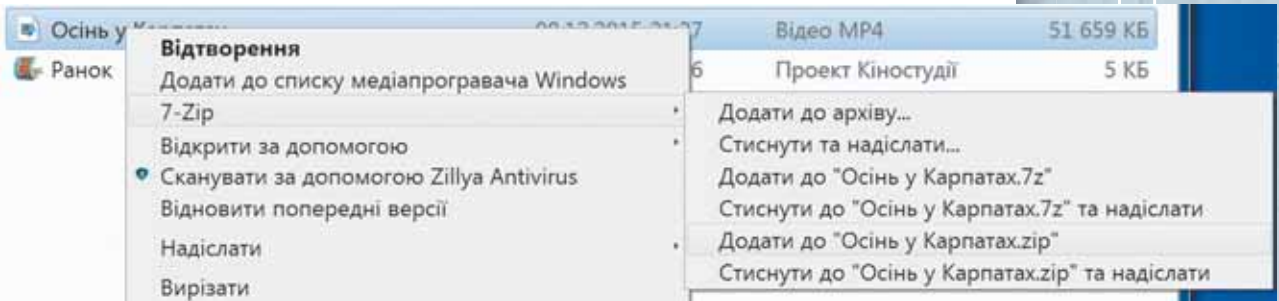 Осінь у
Відео MP4
51 659 КБ
Ранок
6
Проект Кіностудії
5 КБ
Відтворення
Додати до списку медіапрогравача Windows
7-Zip
Відкрити за допомогою
Сканувати за допомогою Zillya Antivirus
Відновити попередні версії
Надіслати
Вирізати
Додати до архіву...
Стиснути та надіслати...
Додати до "Осінь у Карпатах.7z"
Стиснути до "Осінь у Карпатах.7z" та надіслати
Додати до "Осінь у Карпатах.zip"
Стиснути до "Осінь у Карпатах.zip" та надіслати